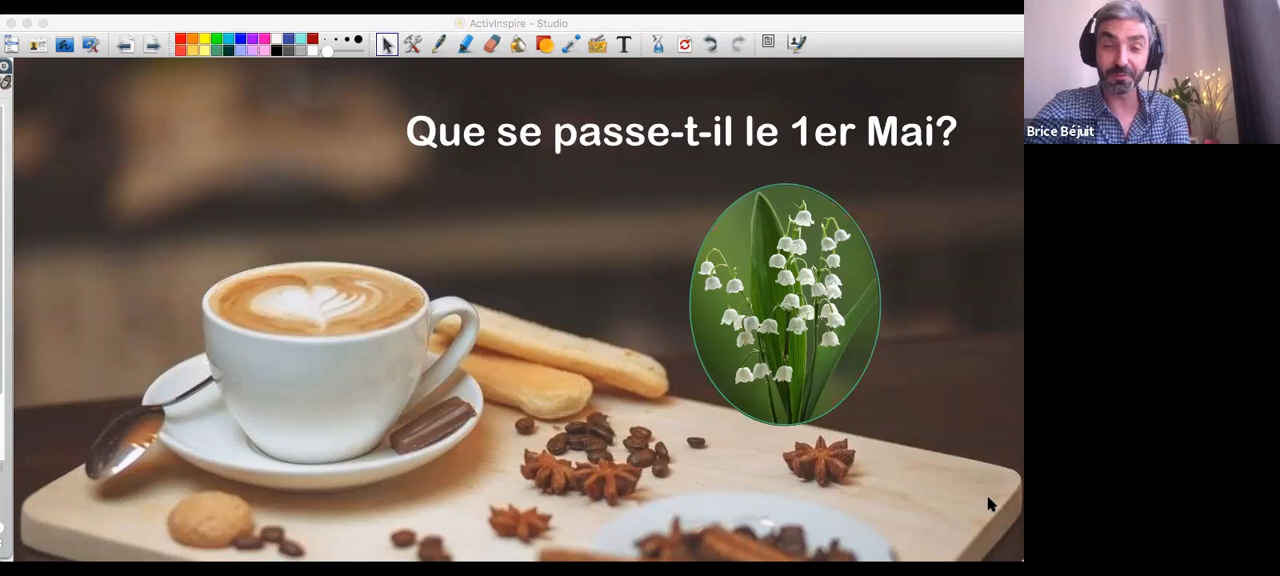 ActivInspire - Studio
Que se passe-t-il le 1er Mai?
Brice Béjuit